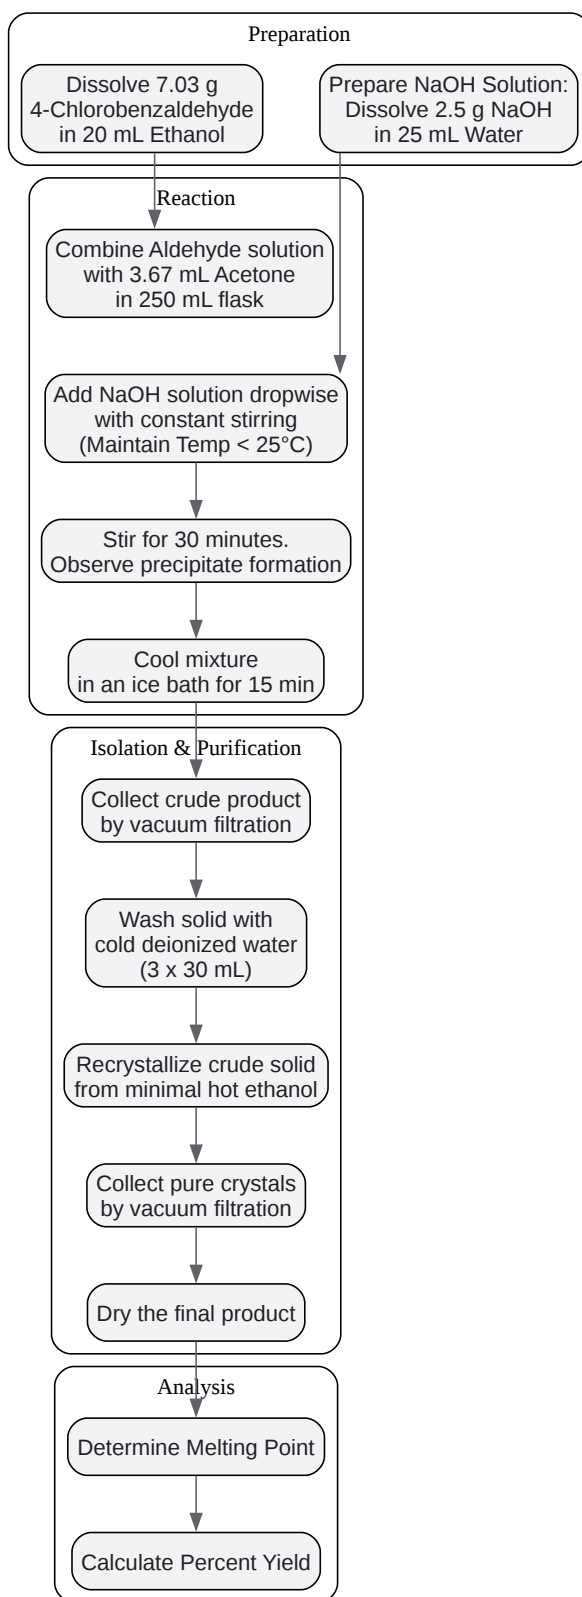 Preparation
Dissolve 7.03 g
4-Chlorobenzaldehyde
in 20 mL Ethanol
Prepare NaOH Solution:
Dissolve 2.5 g NaOH
in 25 mL Water
Reaction
Combine Aldehyde solution
with 3.67 mL Acetone
in 250 mL flask
Add NaOH solution dropwise
with constant stirring
(Maintain Temp < 25°C)
Stir for 30 minutes.
Observe precipitate formation
Cool mixture
in an ice bath for 15 min
Isolation & Purification
Collect crude product
by vacuum filtration
Wash solid with
cold deionized water
(3 x 30 mL)
Recrystallize crude solid
from minimal hot ethanol
Collect pure crystals
by vacuum filtration
Dry the final product
Analysis
Determine Melting Point
Calculate Percent Yield